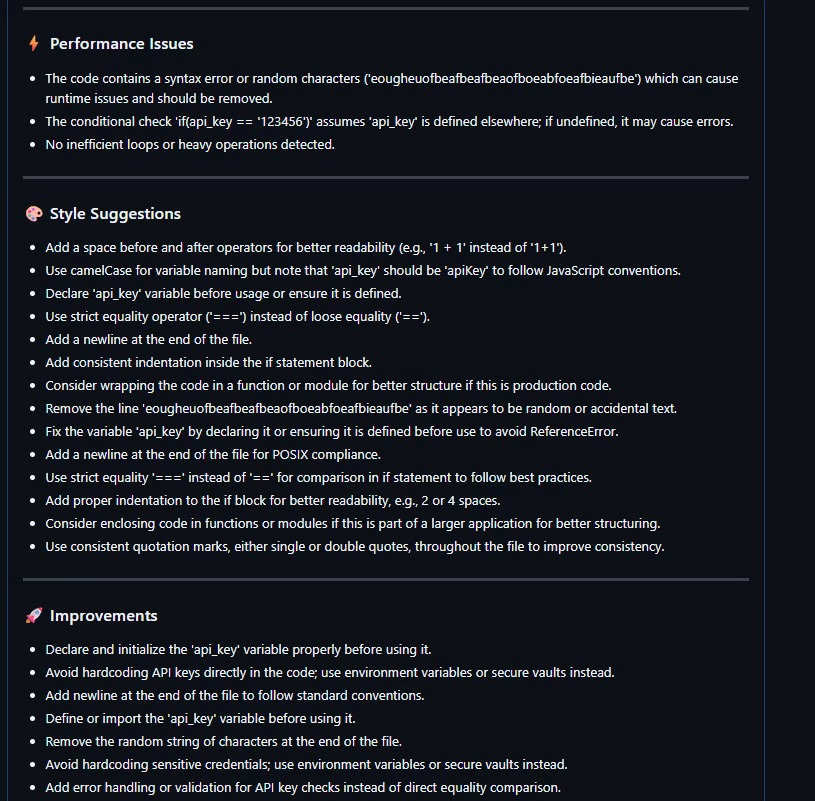 Performance Issues
The code contains a syntax error or random characters ('eougheuofbeafbeafbeaofboeabfoeafbieaufbe') which can cause
runtime issues and should be removed.
The conditional check 'if(api_key == '123456')' assumes 'api_key' is defined elsewhere; if undefined, it may cause errors.
No inefficient loops or heavy operations detected.
Style Suggestions
Add a space before and after operators for better readability (e.g., '1 + 1' instead of '1+1').
Use camelCase for variable naming but note that 'api_key' should be 'apiKey' to follow JavaScript conventions.
Declare 'api_key' variable before usage or ensure it is defined.
Use strict equality operator ('===') instead of loose equality ('==').
Add a newline at the end of the file.
Add consistent indentation inside the if statement block.
Consider wrapping the code in a function or module for better structure if this is production code.
Remove the line 'eougheuofbeafbeafbeaofboeabfoeafbieaufbe' as it appears to be random or accidental text.
Fix the variable 'api_key' by declaring it or ensuring it is defined before use to avoid ReferenceError.
Add a newline at the end of the file for POSIX compliance.
Use strict equality '===' instead of '==' for comparison in if statement to follow best practices.
Add proper indentation to the if block for better readability, e.g., 2 or 4 spaces.
Consider enclosing code in functions or modules if this is part of a larger application for better structuring.
Use consistent quotation marks, either single or double quotes, throughout the file to improve consistency.
Improvements
Declare and initialize the 'api_key' variable properly before using it.
Avoid hardcoding API keys directly in the code; use environment variables or secure vaults instead.
Add newline at the end of the file to follow standard conventions.
Define or import the 'api_key' variable before using it.
Remove the random string of characters at the end of the file.
Avoid hardcoding sensitive credentials; use environment variables or secure vaults instead.
Add error handling or validation for API key checks instead of direct equality comparison.